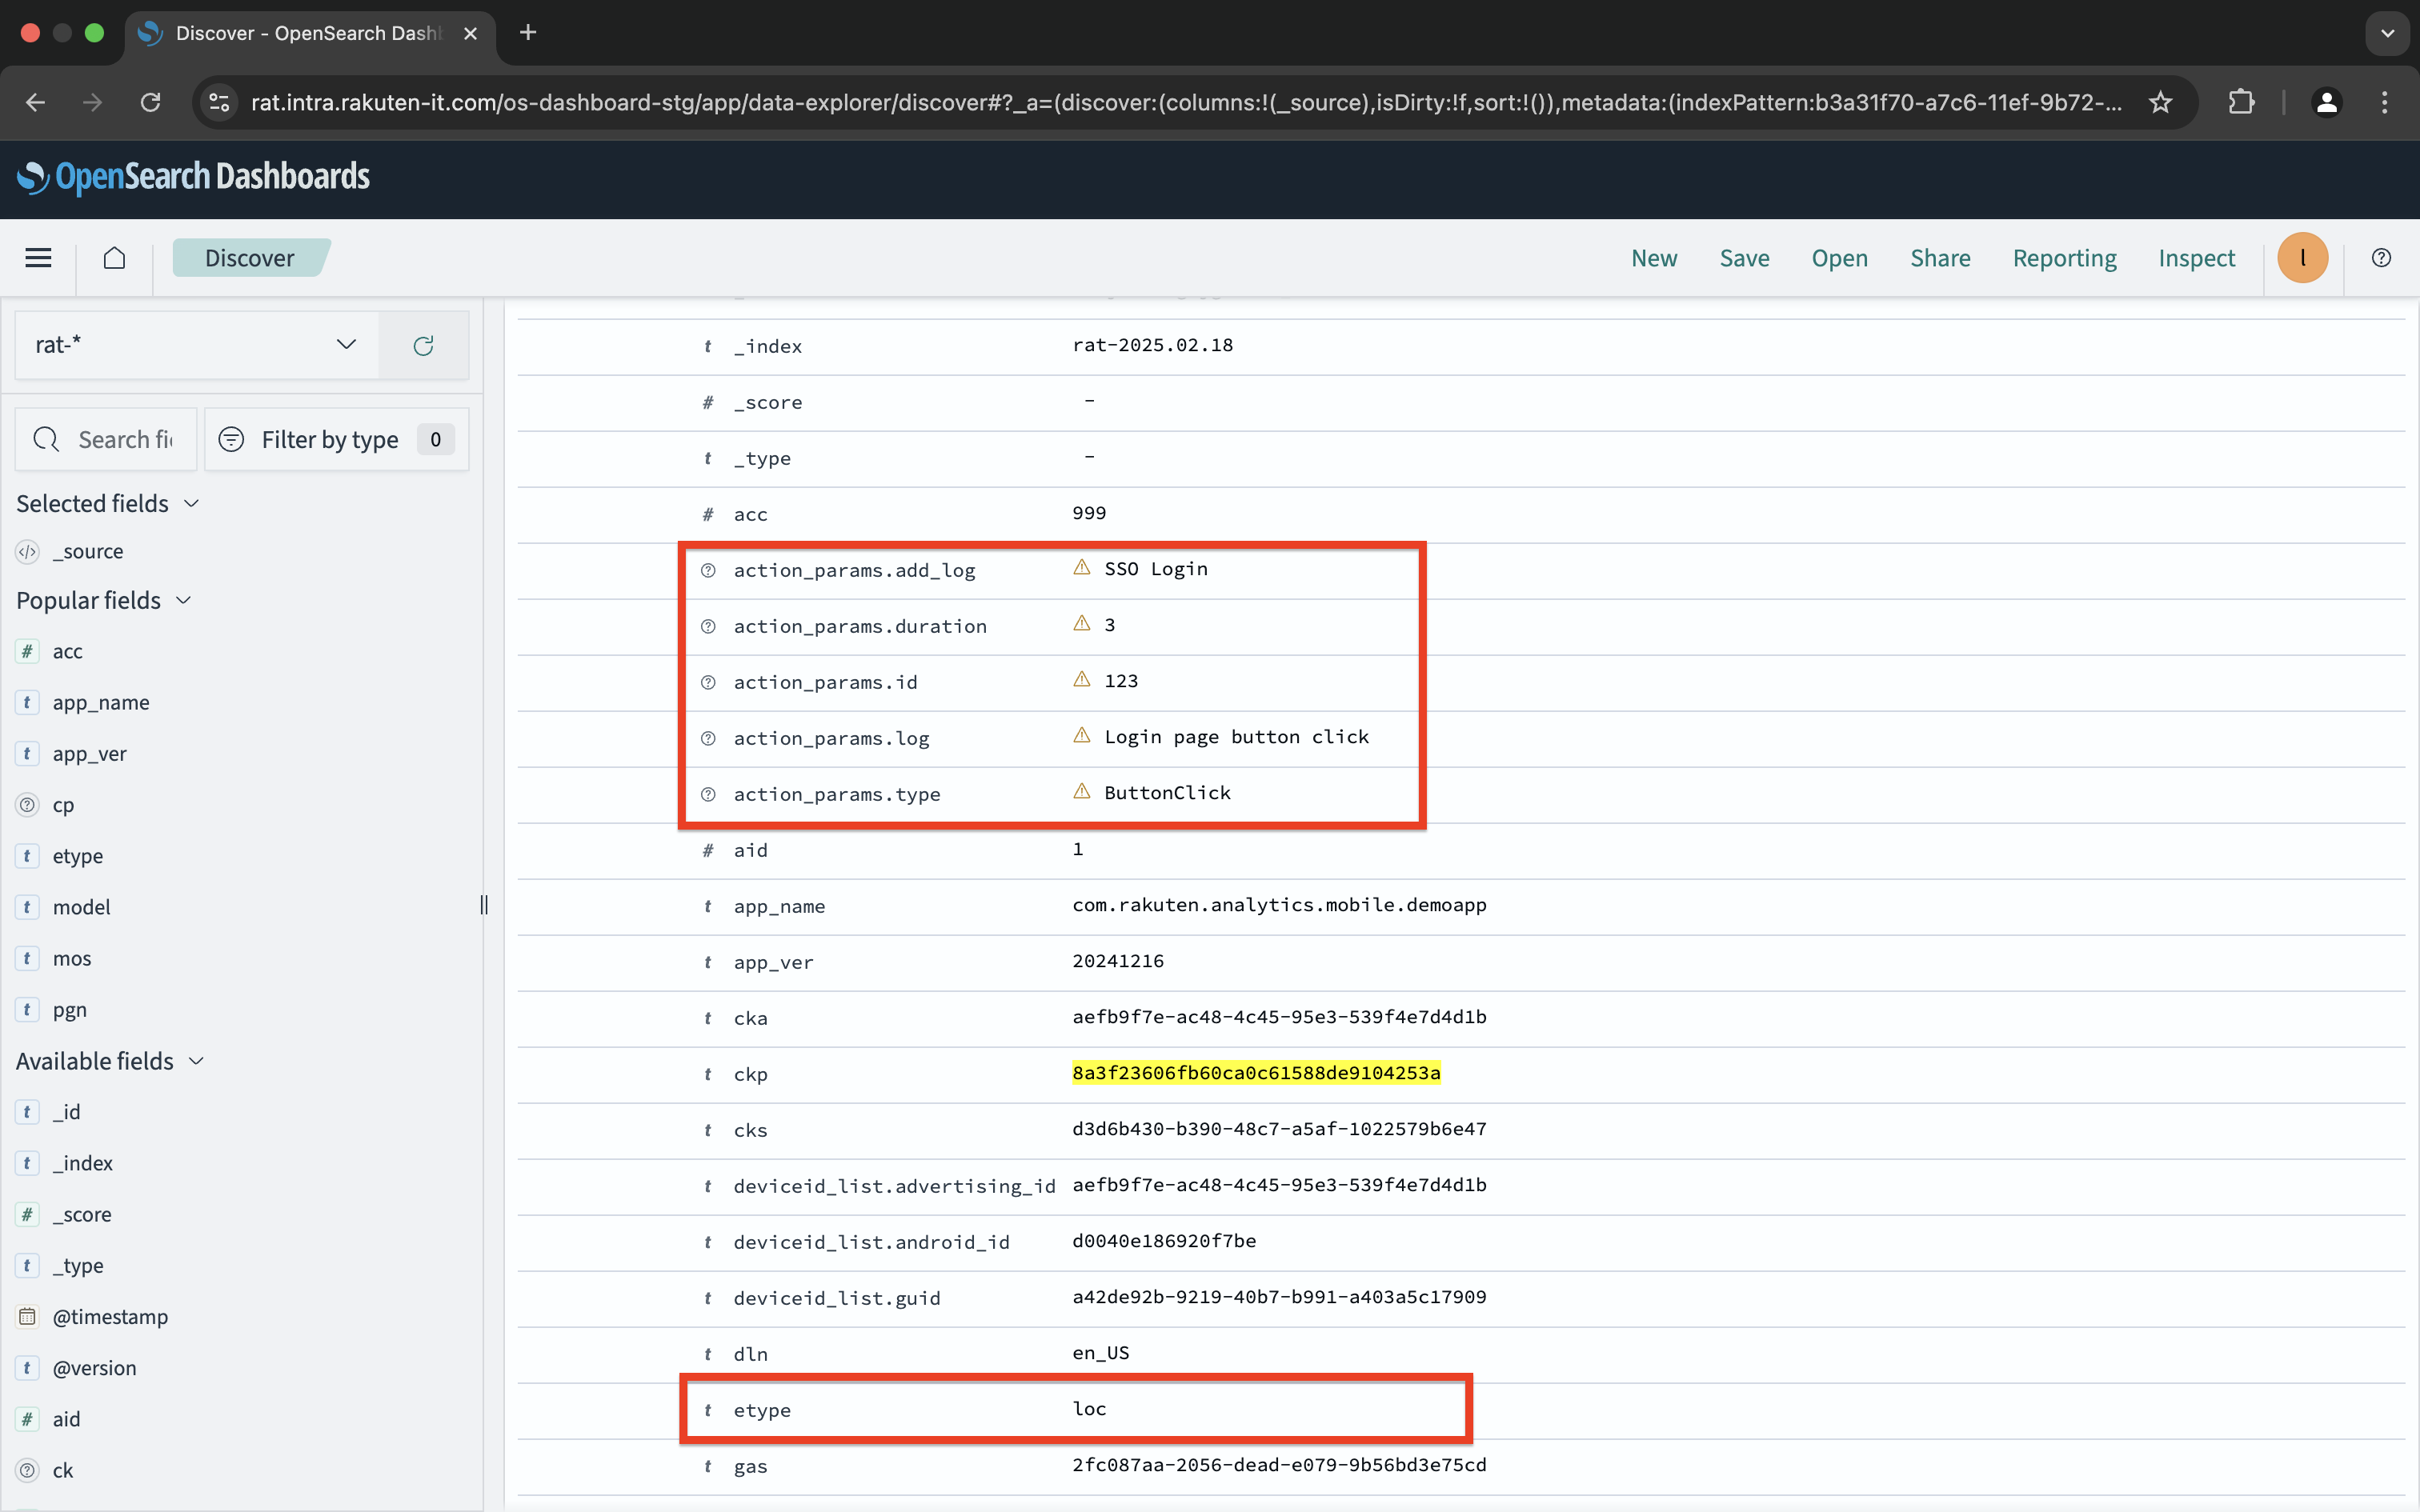 Discover - OpenSearch Dash
rat.intra.rakuten-it.com/os-dashboard-stg/app/data-explorer/discover#?_a=(discover:(columns:!(_source),isDirty:!f,sort:!()),metadata:(indexPattern:b3a31f70-a7c6-11ef-9b72-...
OpenSearch Dashboards
Discover
New
Save
Open
Share
Reporting
Inspect
l
rat-*
Search fi
Filter by type 0
Selected fields
_source
Popular fields
# acc
t app_name
t app_ver
cp
t etype
t model
t mos
t pgn
Available fields
t _id
t _index
# _score
t _type
@timestamp
t @version
# aid
ck
t _index rat-2025.02.18
# _score -
t _type -
# acc 999
action_params.add_log SSO Login
action_params.duration 3
action_params.id 123
action_params.log Login page button click
action_params.type ButtonClick
# aid 1
t app_name com.rakuten.analytics.mobile.demoapp
t app_ver 20241216
t cka aefb9f7e-ac48-4c45-95e3-539f4e7d4d1b
t ckp 8a3f23606fb60ca0c61588de9104253a
t cks d3d6b430-b390-48c7-a5af-1022579b6e47
t deviceid_list.advertising_id aefb9f7e-ac48-4c45-95e3-539f4e7d4d1b
t deviceid_list.android_id d0040e186920f7be
t deviceid_list.guid a42de92b-9219-40b7-b991-a403a5c17909
t dln en_US
t etype loc
t gas 2fc087aa-2056-dead-e079-9b56bd3e75cd